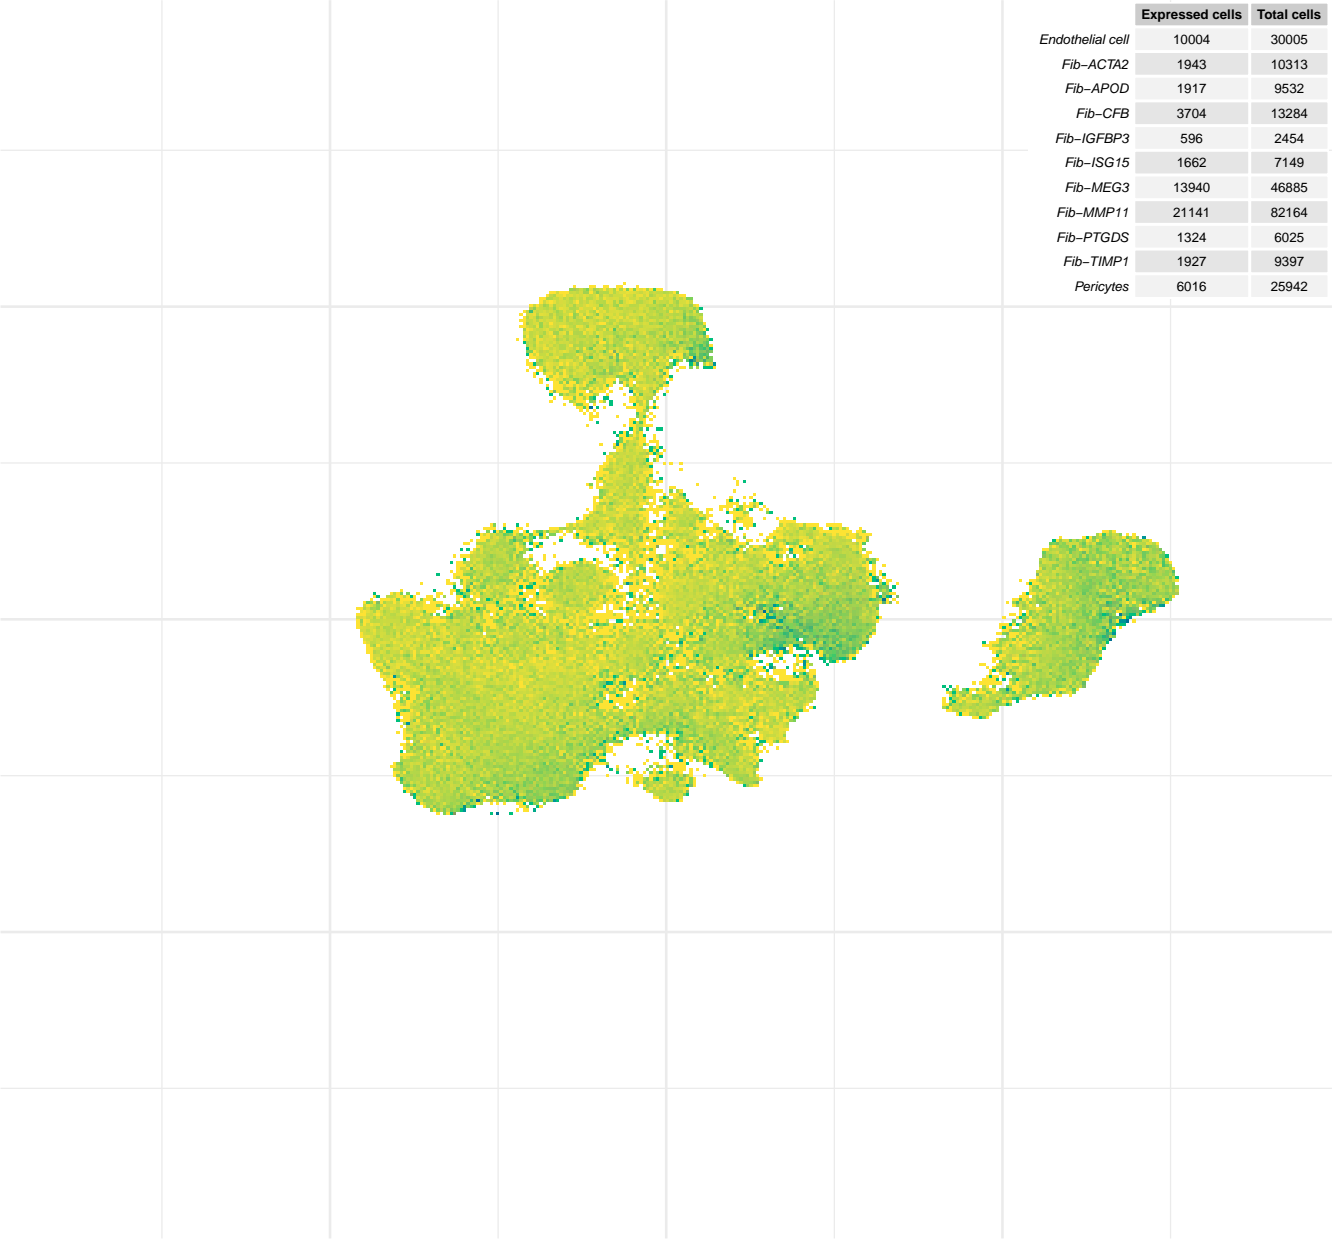 Expressed cells Total cells
Endothelial cell 10004 30005
Fib−ACTA2 1943 10313
Fib−APOD 1917 9532
Fib−CFB 3704 13284
Fib−IGFBP3 596 2454
Fib−ISG15 1662 7149
Fib−MEG3 13940 46885
Fib−MMP11 21141 82164
Fib−PTGDS 1324 6025
Fib−TIMP1 1927 9397
Pericytes 6016 25942